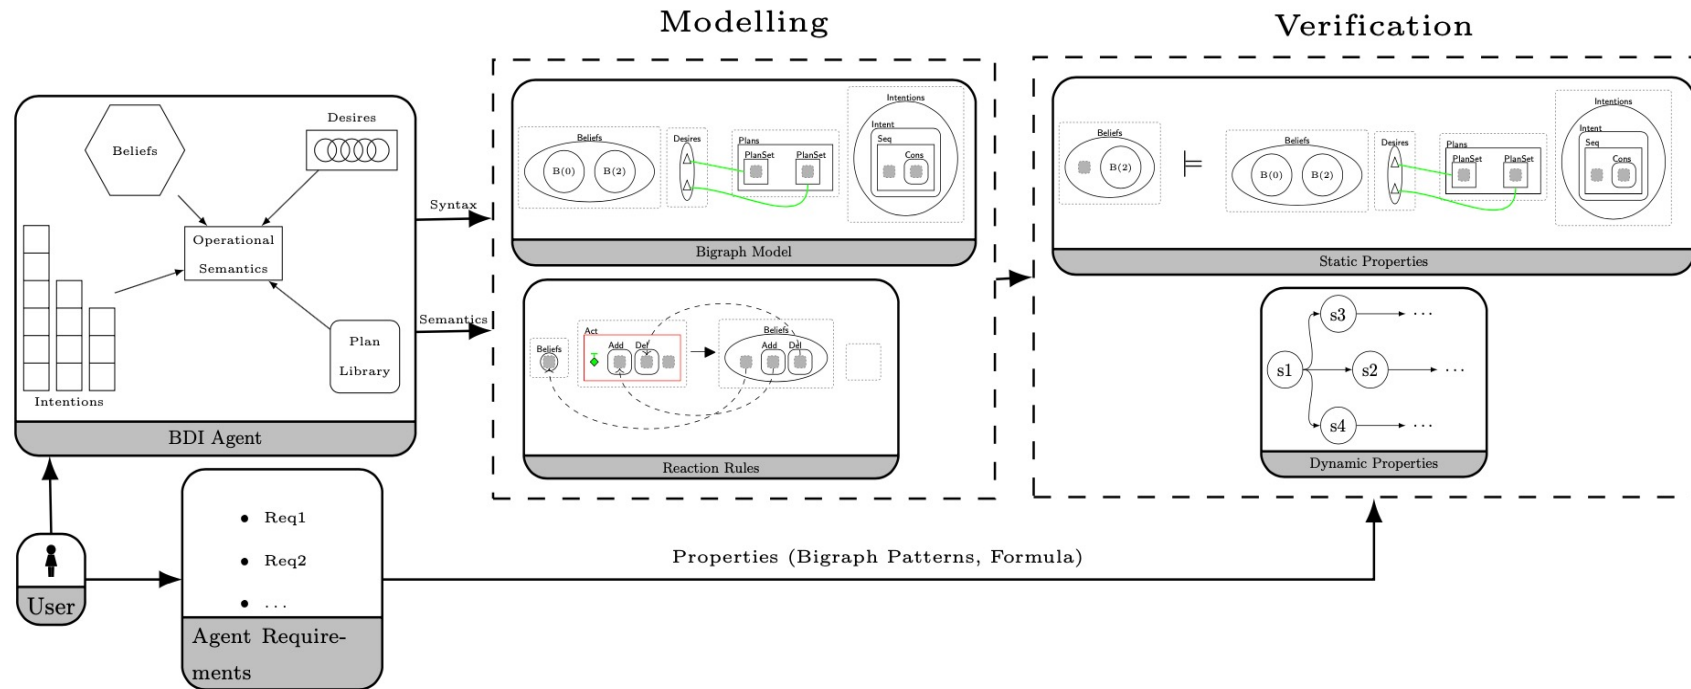 Modelling
Verification
Beliefs
Desires
Operational
Semantics
Plan
Library
Intentions
BDI Agent
Syntax
Semantics
Beliefs
B(0)
B(2)
Desires
Plans
PlanSet
PlanSet
Intentions
Intent
Seq
Cons
Bigraph Model
Beliefs
Act
Add
Def
Beliefs
Add
Del
Reaction Rules
Beliefs
B(2)
⊨
Beliefs
B(0)
B(2)
Desires
Plans
PlanSet
PlanSet
Intentions
Intent
Seq
Cons
Static Properties
s1
s3
· · ·
s2
· · ·
s4
· · ·
Dynamic Properties
User
• Req1
• Req2
• . . .
Agent Require-
ments
Properties (Bigraph Patterns, Formula)